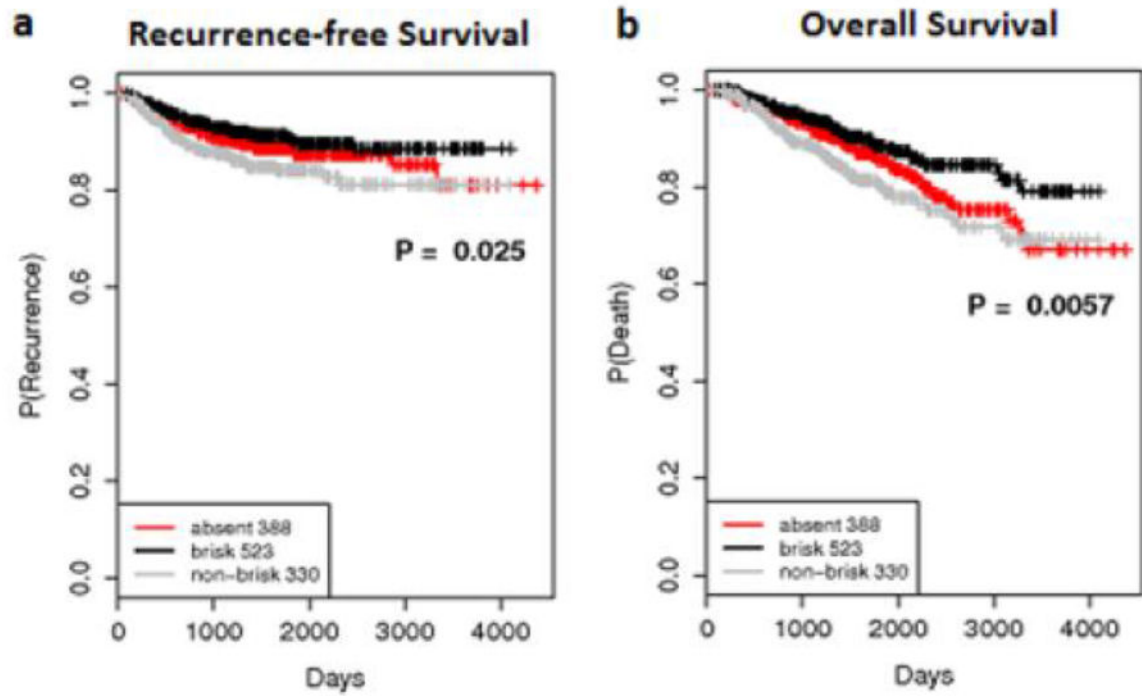 a Recurrence-free Survival
P(Recurrence)
1.0
0.8
0.6
0.4
0.2
0.0
P = 0.025
absent 388
brisk 523
non-brisk 330
0 1000 2000 3000 4000
Days
b Overall Survival
P(Death)
1.0
0.8
0.6
0.4
0.2
0.0
P = 0.0057
absent 388
brisk 523
non-brisk 330
0 1000 2000 3000 4000
Days